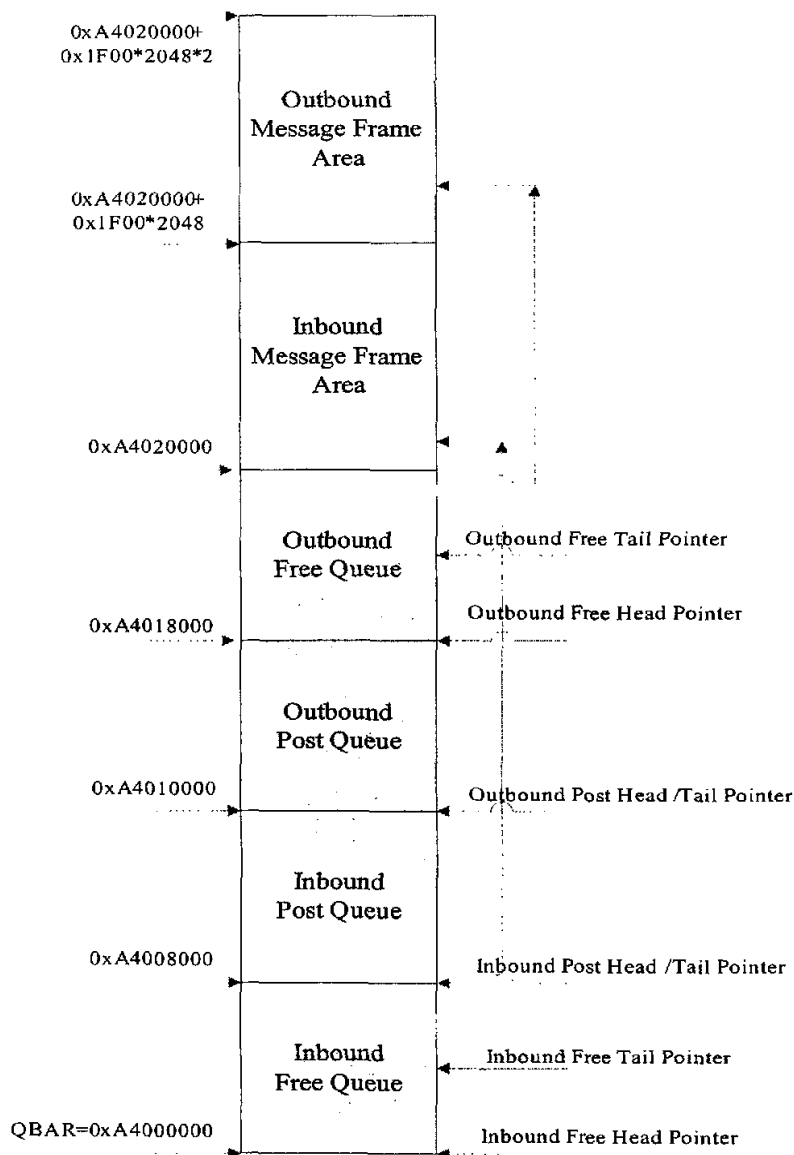 0xA4020000+
0x1F00*2048*2
Outbound
Message Frame
Area
0xA4020000+
0x1F00*2048
Inbound
Message Frame
Area
0xA4020000
Outbound
Free Queue
Outbound Free Tail Pointer
0xA4018000
Outbound Free Head Pointer
Outbound
Post Queue
0xA4010000
Outbound Post Head /Tail Pointer
Inbound
Post Queue
0xA4008000
Inbound Post Head /Tail Pointer
Inbound
Free Queue
Inbound Free Tail Pointer
QBAR=0xA4000000
Inbound Free Head Pointer